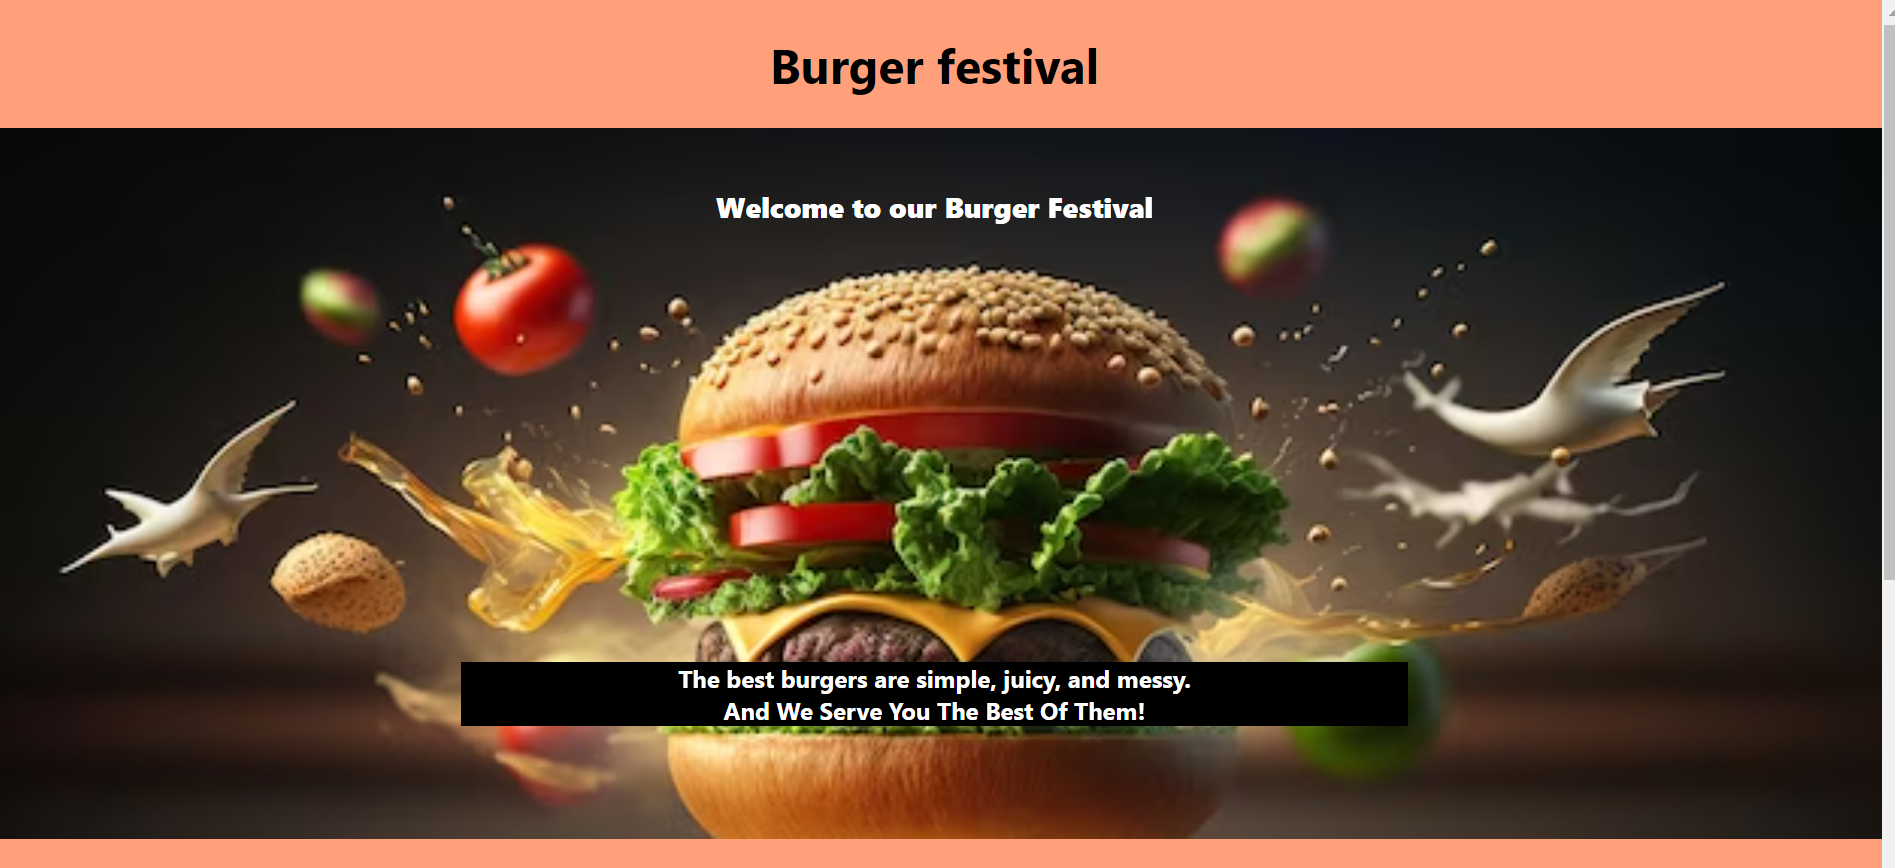 Burger festival
Welcome to our Burger Festival
The best burgers are simple, juicy, and messy.
And We Serve You The Best Of Them!